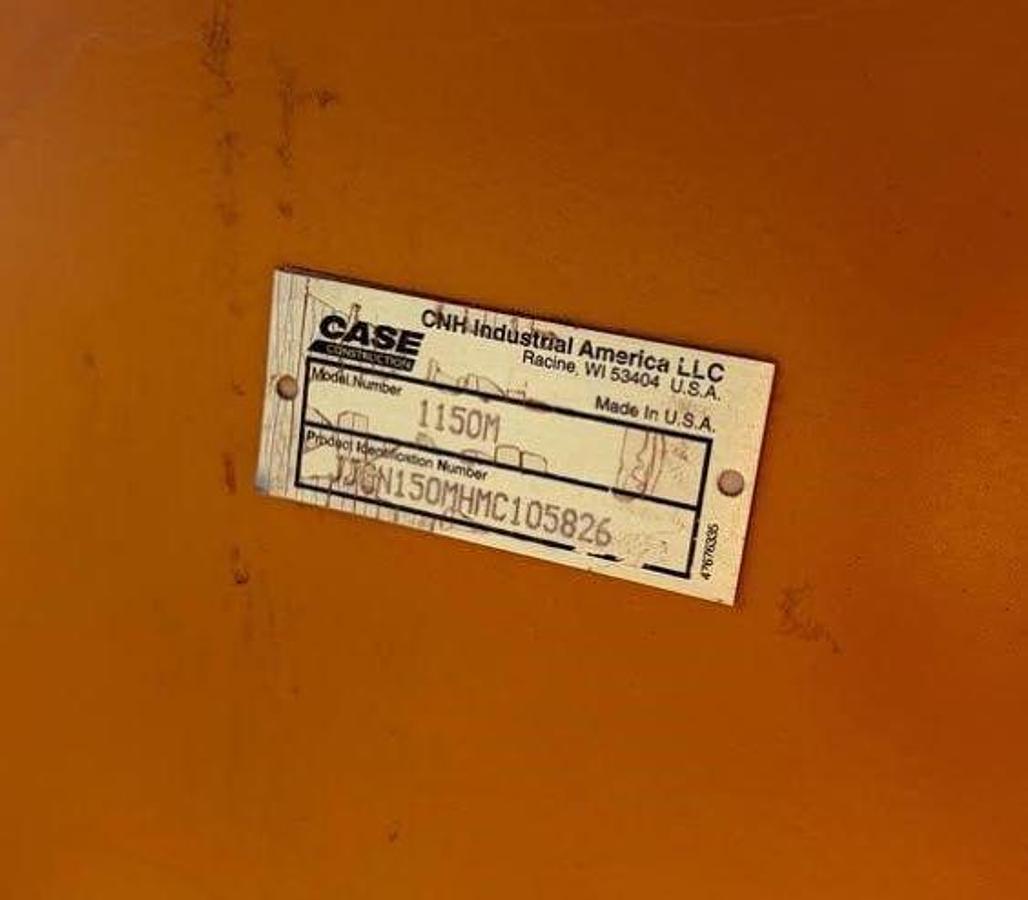 CASE
CONSTRUCTION
CNH Industrial America LLC
Racine, WI 53404 U.S.A.
Made In U.S.A.
Model Number
1150M
Product Identification Number
JJGN150MHMC105826
47676335